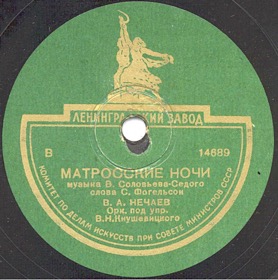 ЛЕНИНГРАДСКИЙ ЗАВОД
В 14689
МАТРОССКИЕ НОЧИ
музыка В. Соловьева-Седого
слова С. Фогельсон
В. А. НЕЧАЕВ
Орк. под упр.
В.Н.Кнушевицкого
КОМИТЕТ ПО ДЕЛАМ ИСКУССТВ ПРИ СОВЕТЕ МИНИСТРОВ СССР